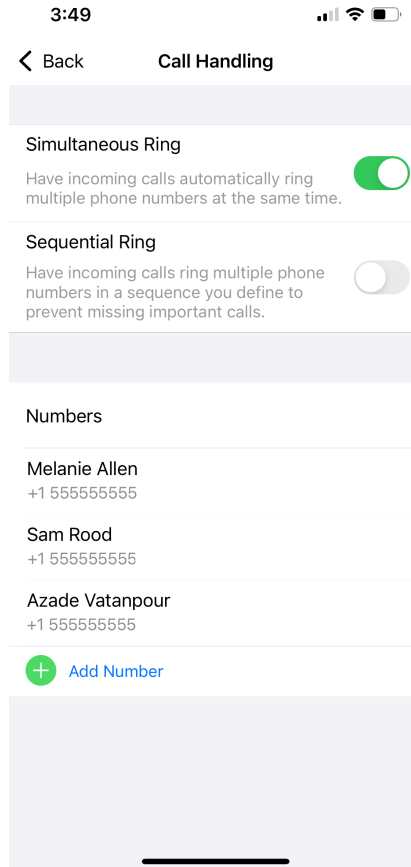 3:49
Back
Call Handling
Simultaneous Ring
Have incoming calls automatically ring
multiple phone numbers at the same time.
Sequential Ring
Have incoming calls ring multiple phone
numbers in a sequence you define to
prevent missing important calls.
Numbers
Melanie Allen
+1 555555555
Sam Rood
+1 555555555
Azade Vatanpour
+1 555555555
Add Number